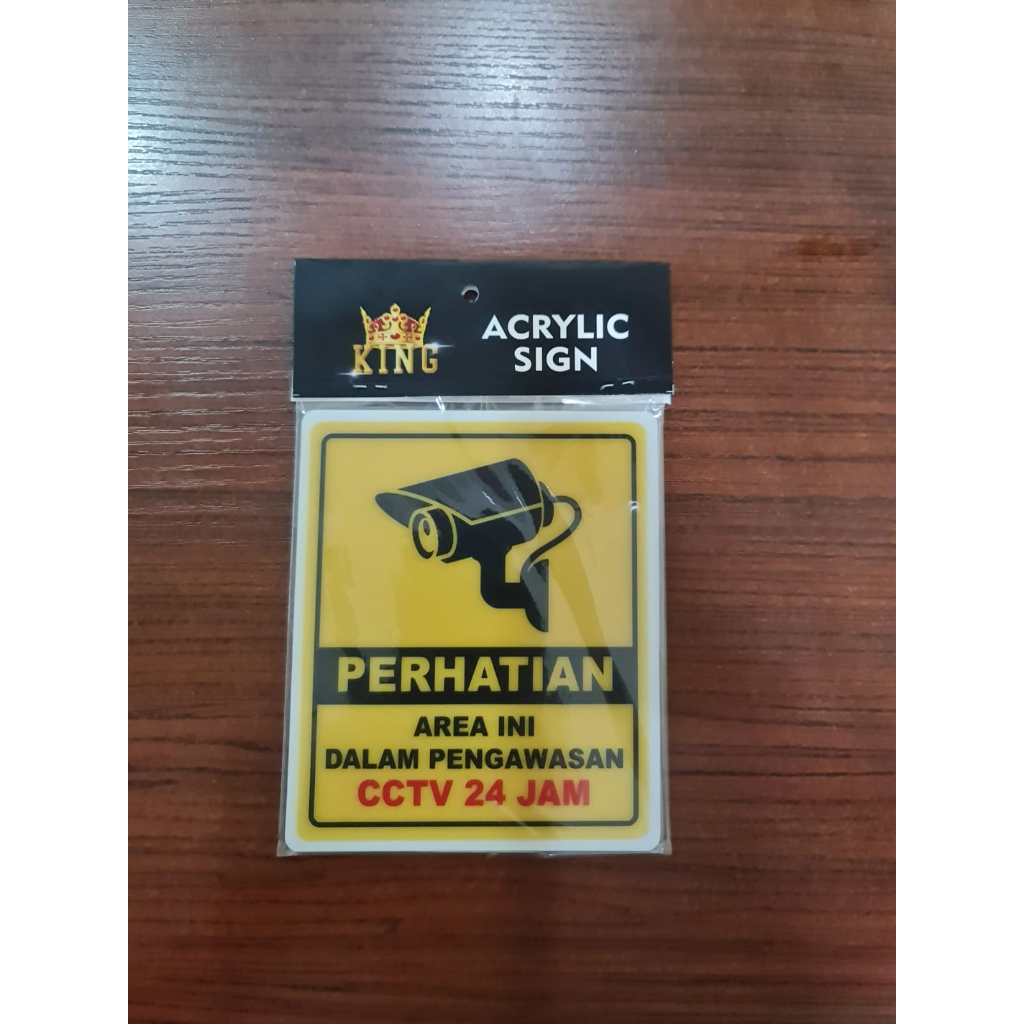 KING
ACRYLIC
SIGN
PERHATIAN
AREA INI
DALAM PENGAWASAN
CCTV 24 JAM